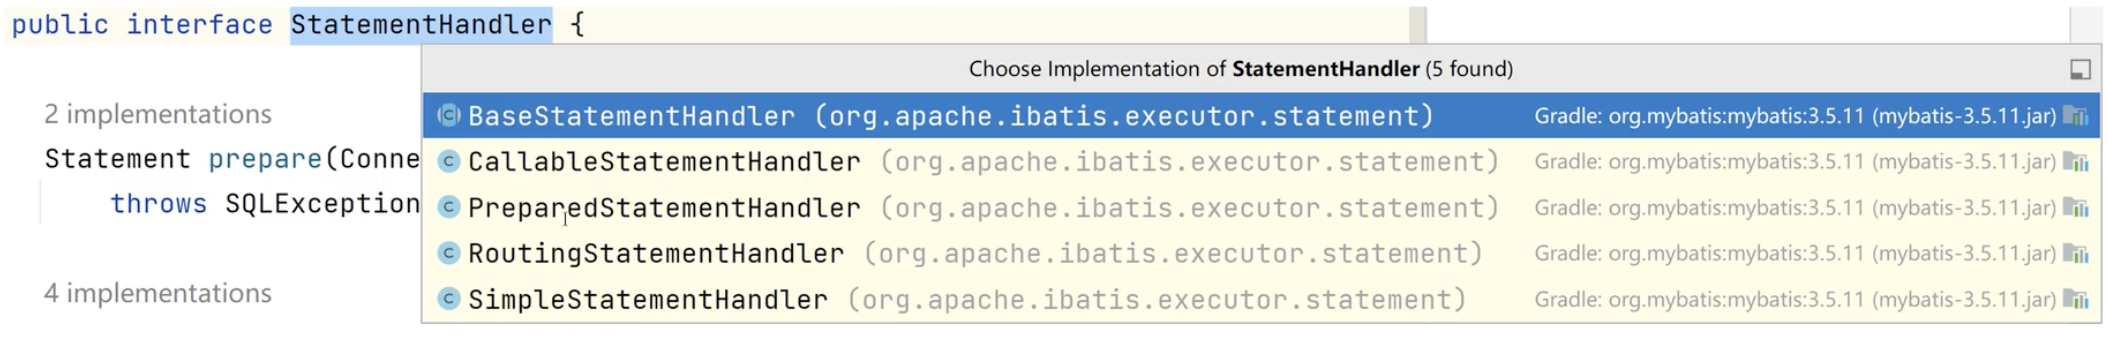 public interface StatementHandler {
Choose Implementation of StatementHandler (5 found)
2 implementations
BaseStatementHandler (org.apache.ibatis.executor.statement) Gradle: org.mybatis:mybatis:3.5.11 (mybatis-3.5.11.jar)
Statement prepare(Conne
CallableStatementHandler (org.apache.ibatis.executor.statement) Gradle: org.mybatis:mybatis:3.5.11 (mybatis-3.5.11.jar)
throws SQLException
PreparedStatementHandler (org.apache.ibatis.executor.statement) Gradle: org.mybatis:mybatis:3.5.11 (mybatis-3.5.11.jar)
RoutingStatementHandler (org.apache.ibatis.executor.statement) Gradle: org.mybatis:mybatis:3.5.11 (mybatis-3.5.11.jar)
4 implementations
SimpleStatementHandler (org.apache.ibatis.executor.statement) Gradle: org.mybatis:mybatis:3.5.11 (mybatis-3.5.11.jar)